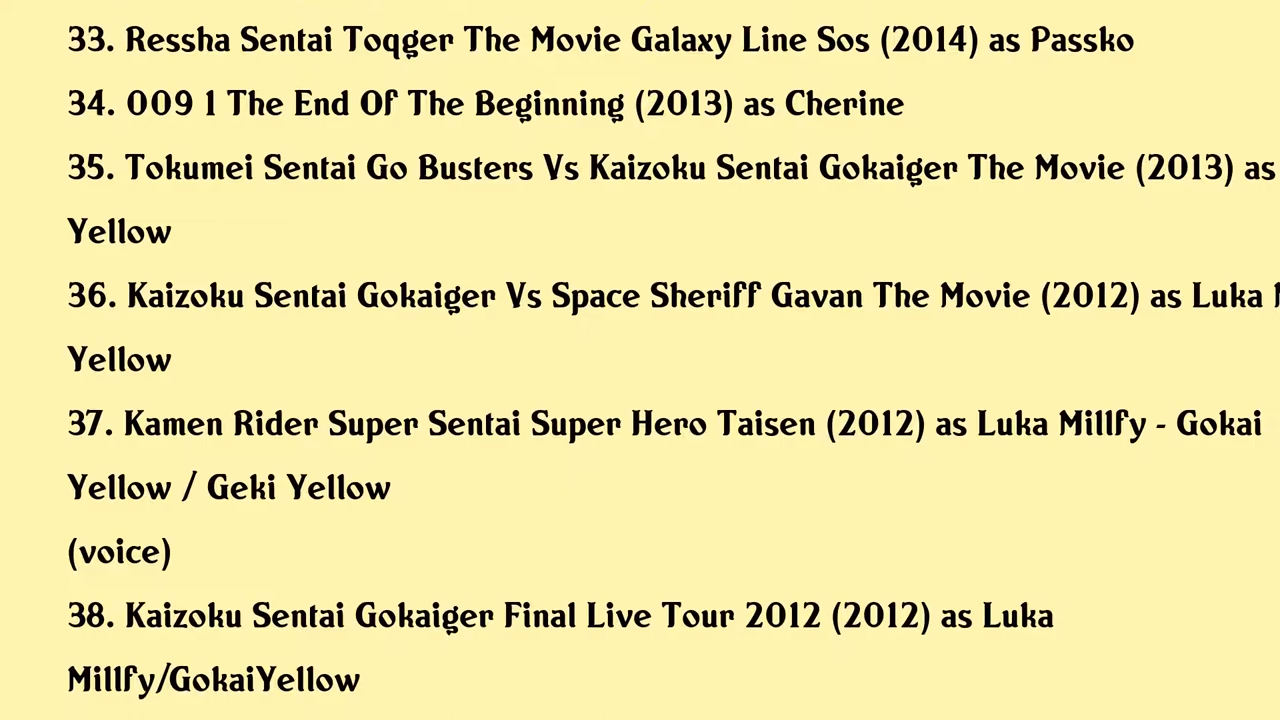 33. Ressha Sentai Toqger The Movie Galaxy Line Sos (2014) as Passko
34. 009 1 The End Of The Beginning (2013) as Cherine
35. Tokumei Sentai Go Busters Vs Kaizoku Sentai Gokaiger The Movie (2013) as
Yellow
36. Kaizoku Sentai Gokaiger Vs Space Sheriff Gavan The Movie (2012) as Luka
Yellow
37. Kamen Rider Super Sentai Super Hero Taisen (2012) as Luka Millfy - Gokai
Yellow / Geki Yellow
(voice)
38. Kaizoku Sentai Gokaiger Final Live Tour 2012 (2012) as Luka
Millfy/GokaiYellow